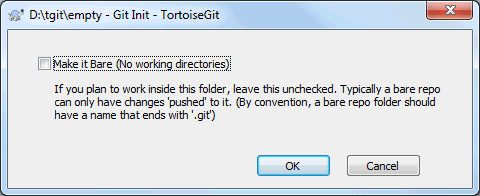 D:\tgit\empty - Git Init - TortoiseGit
Make it Bare (No working directories)
If you plan to work inside this folder, leave this unchecked. Typically a bare repo
can only have changes 'pushed' to it. (By convention, a bare repo folder should
have a name that ends with '.git')
OK
Cancel